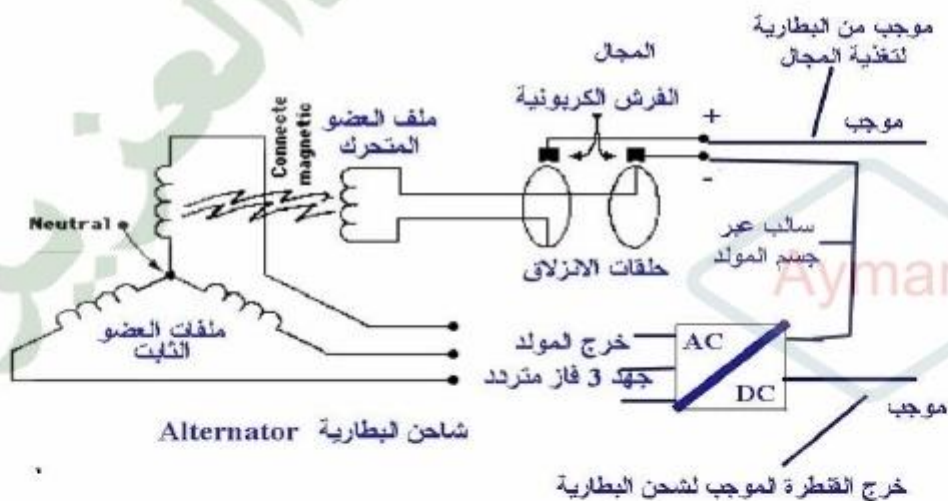 موجب من البطارية
لتغذية المجال
المجال
الفرش الكربونية
موجب
+
-
ملف العضو
المتحرك
Connecte
magnetic
Neutral
سالب عبر
جسم المولد
حلقات الانزلاق
Ayman
ملفات العضو
الثابت
خرج المولد
جهد 3 فاز متردد
AC
DC
موجب
شاحن البطارية Alternator
خرج القنطرة الموجب لشحن البطارية